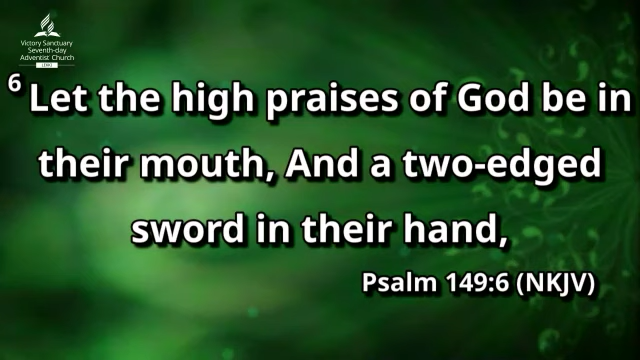 Victory Sanctuary
Seventh-day
Adventist Church
6 Let the high praises of God be in
their mouth, And a two-edged
sword in their hand,
Psalm 149:6 (NKJV)